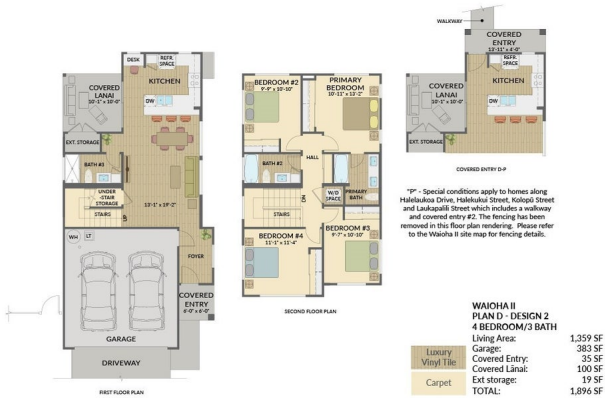 WALKWAY
COVERED
ENTRY
13'-11" x 4'-0"
DESK
REFR.
SPACE
KITCHEN
COVERED
LANAI
10'-1" x 10'-0"
DW
EXT. STORAGE
BATH #3
UNDER
-STAIR
STORAGE
13'-1" x 19'-2"
STAIRS
UP
WH
LT
FOYER
COVERED
ENTRY
6'-0" x 6'-0"
GARAGE
DRIVEWAY
FIRST FLOOR PLAN
BEDROOM #2
9'-9" x 10'-10"
PRIMARY
BEDROOM
10'-11" x 13'-2"
HALL
BATH #2
PRIMARY
BATH
W/D
SPACE
DN
STAIRS
BEDROOM #3
9'-7" x 10'-10"
BEDROOM #4
11'-1" x 11'-4"
SECOND FLOOR PLAN
REFR.
SPACE
KITCHEN
COVERED
LANAI
10'-1" x 10'-0"
DW
EXT. STORAGE
COVERED ENTRY D-P
"P" - Special conditions apply to homes along
Halelaukoa Drive, Halekukui Street, Kolopū Street
and Laukapalili Street which includes a walkway
and covered entry #2. The fencing has been
removed in this floor plan rendering. Please refer
to the Waioha II site map for fencing details.
WAIOHA II
PLAN D - DESIGN 2
4 BEDROOM/3 BATH
Living Area: 1,359 SF
Garage: 383 SF
Covered Entry: 35 SF
Covered Lānai: 100 SF
Ext storage: 19 SF
TOTAL: 1,896 SF
Luxury
Vinyl Tile
Carpet